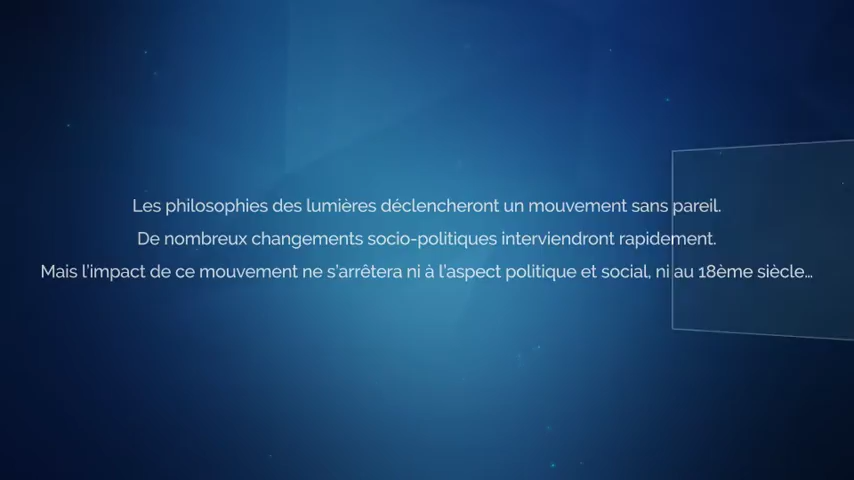 Les philosophies des lumières déclencheront un mouvement sans pareil.
De nombreux changements socio-politiques interviendront rapidement.
Mais l'impact de ce mouvement ne s'arrêtera ni à l'aspect politique et social, ni au 18ème siècle...